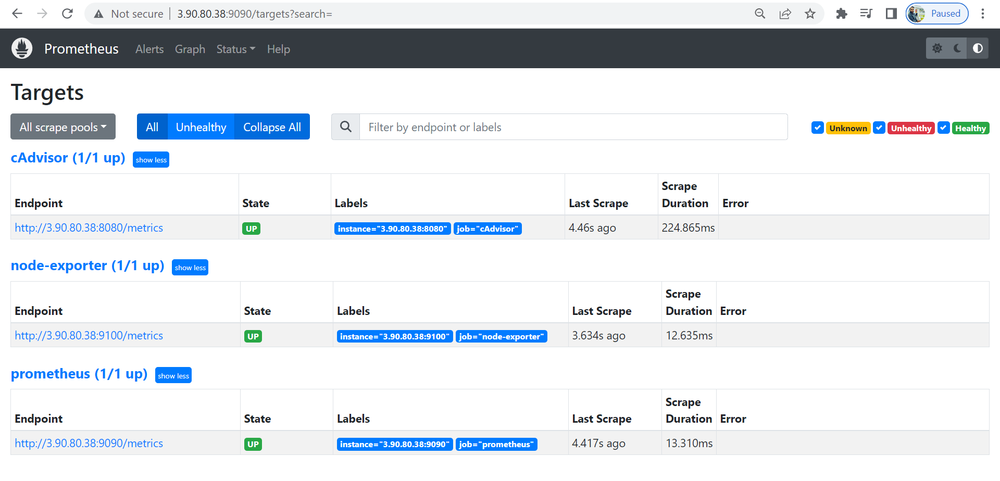 Not secure 3.90.80.38:9090/targets?search= Paused
Prometheus Alerts Graph Status Help
Targets
All scrape pools All Unhealthy Collapse All Filter by endpoint or labels Unknown Unhealthy Healthy
cAdvisor (1/1 up) show less
Endpoint State Labels Last Scrape Scrape Duration Error
http://3.90.80.38:8080/metrics UP instance="3.90.80.38:8080" job="cAdvisor" 4.46s ago 224.865ms
node-exporter (1/1 up) show less
Endpoint State Labels Last Scrape Scrape Duration Error
http://3.90.80.38:9100/metrics UP instance="3.90.80.38:9100" job="node-exporter" 3.634s ago 12.635ms
prometheus (1/1 up) show less
Endpoint State Labels Last Scrape Scrape Duration Error
http://3.90.80.38:9090/metrics UP instance="3.90.80.38:9090" job="prometheus" 4.417s ago 13.310ms